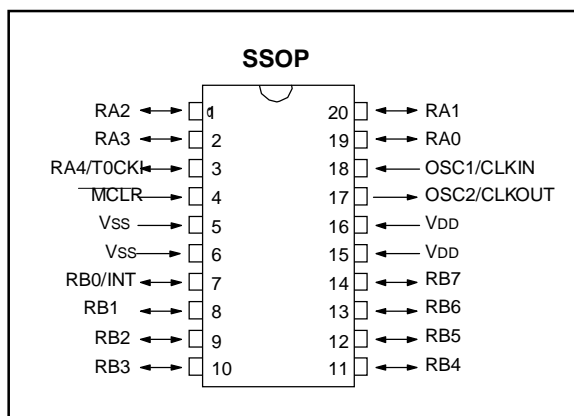 SSOP
RA2 1 20 RA1
RA3 2 19 RA0
RA4/T0CKI 3 18 OSC1/CLKIN
MCLR 4 17 OSC2/CLKOUT
VSS 5 16 VDD
VSS 6 15 VDD
RB0/INT 7 14 RB7
RB1 8 13 RB6
RB2 9 12 RB5
RB3 10 11 RB4